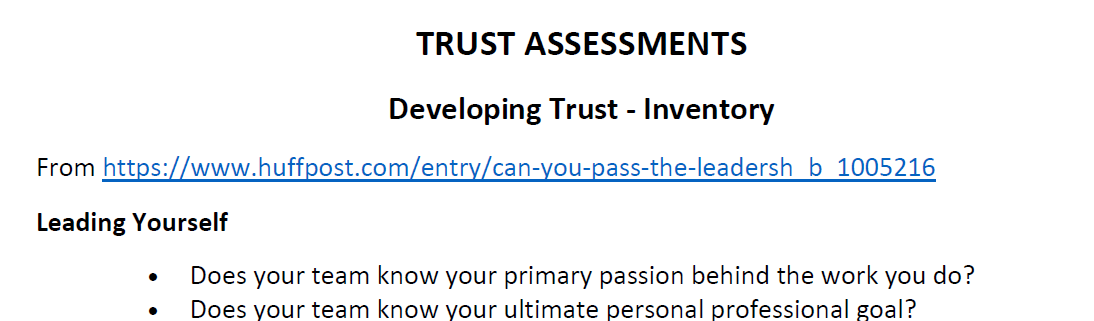 TRUST ASSESSMENTS
Developing Trust - Inventory
From https://www.huffpost.com/entry/can-you-pass-the-leadersh_b_1005216
Leading Yourself
• Does your team know your primary passion behind the work you do?
• Does your team know your ultimate personal professional goal?